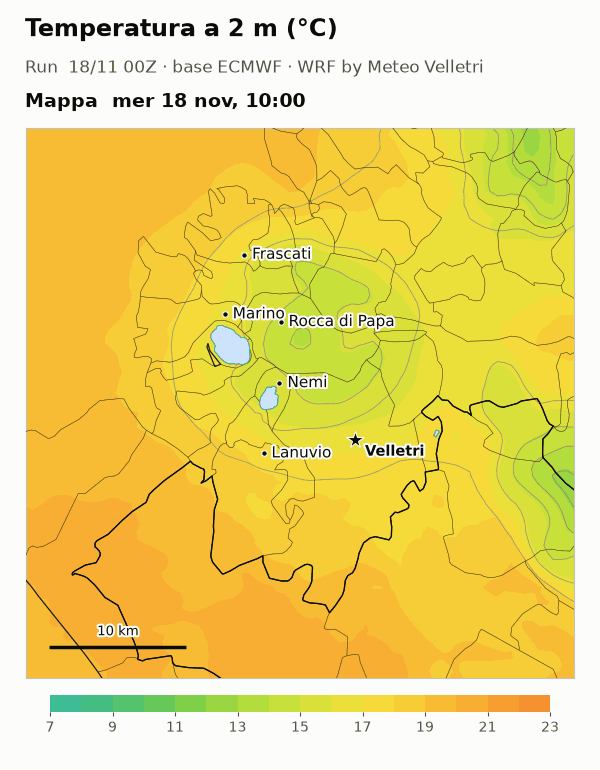 Temperatura a 2 m (°C)
Run  18/11 00Z · base ECMWF · WRF by Meteo Velletri
Mappa  mer 18 nov, 10:00
Frascati
Marino
Rocca di Papa
Nemi
Velletri
Lanuvio
10 km
7 9 11 13 15 17 19 21 23